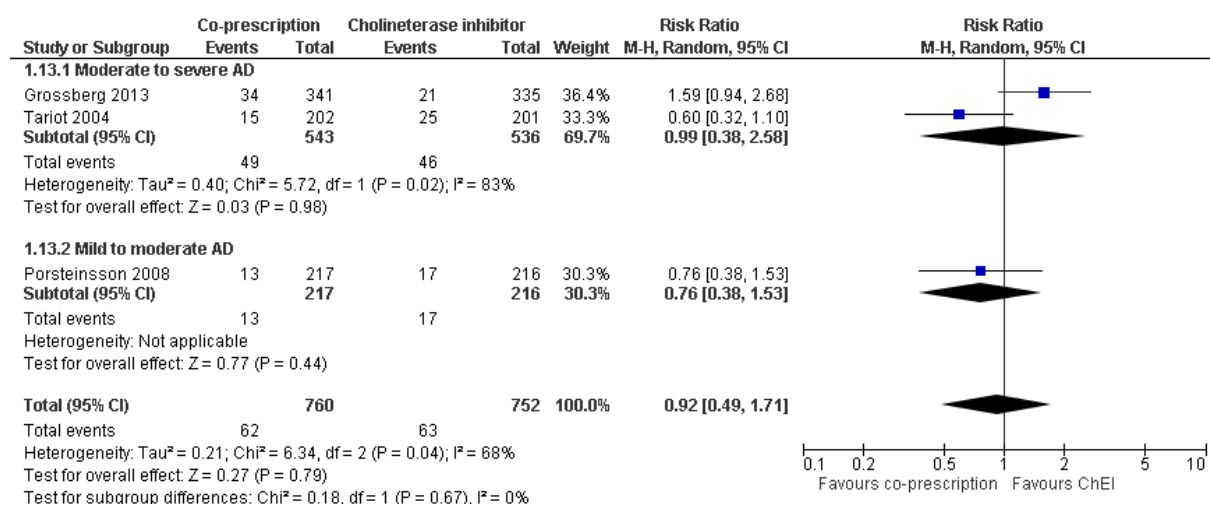 Co-prescription Cholineterase inhibitor Risk Ratio Risk Ratio
Study or Subgroup Events Total Events Total Weight M-H, Random, 95% CI M-H, Random, 95% CI
1.13.1 Moderate to severe AD
Grossberg 2013 34 341 21 335 36.4% 1.59 [0.94, 2.68]
Tariot 2004 15 202 25 201 33.3% 0.60 [0.32, 1.10]
Subtotal (95% CI) 543 536 69.7% 0.99 [0.38, 2.58]
Total events 49 46
Heterogeneity: Tau² = 0.40; Chi² = 5.72, df = 1 (P = 0.02); I² = 83%
Test for overall effect: Z = 0.03 (P = 0.98)
1.13.2 Mild to moderate AD
Porsteinsson 2008 13 217 17 216 30.3% 0.76 [0.38, 1.53]
Subtotal (95% CI) 217 216 30.3% 0.76 [0.38, 1.53]
Total events 13 17
Heterogeneity: Not applicable
Test for overall effect: Z = 0.77 (P = 0.44)
Total (95% CI) 760 752 100.0% 0.92 [0.49, 1.71]
Total events 62 63
Heterogeneity: Tau² = 0.21; Chi² = 6.34, df = 2 (P = 0.04); I² = 68%
Test for overall effect: Z = 0.27 (P = 0.79)
Test for subgroup differences: Chi² = 0.18, df = 1 (P = 0.67), I² = 0%
0.1 0.2 0.5 1 2 5 10
Favours co-prescription Favours ChEI